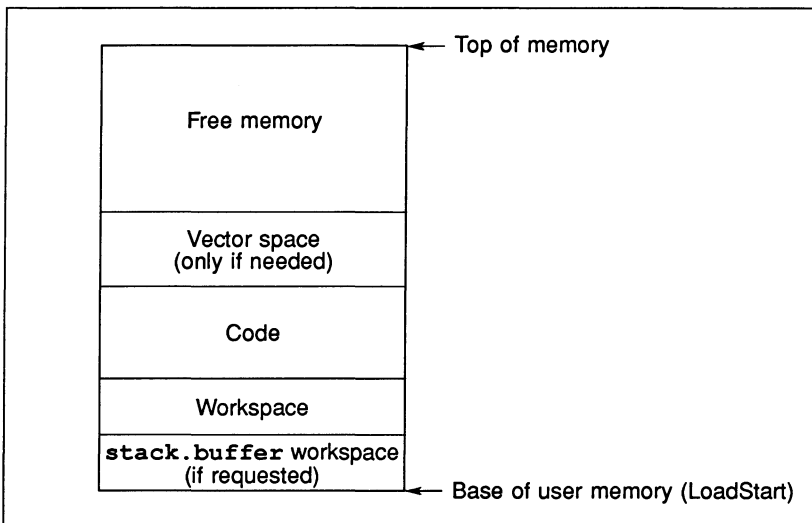 Top of memory
Free memory
Vector space
(only if needed)
Code
Workspace
stack.buffer workspace
(if requested)
Base of user memory (LoadStart)